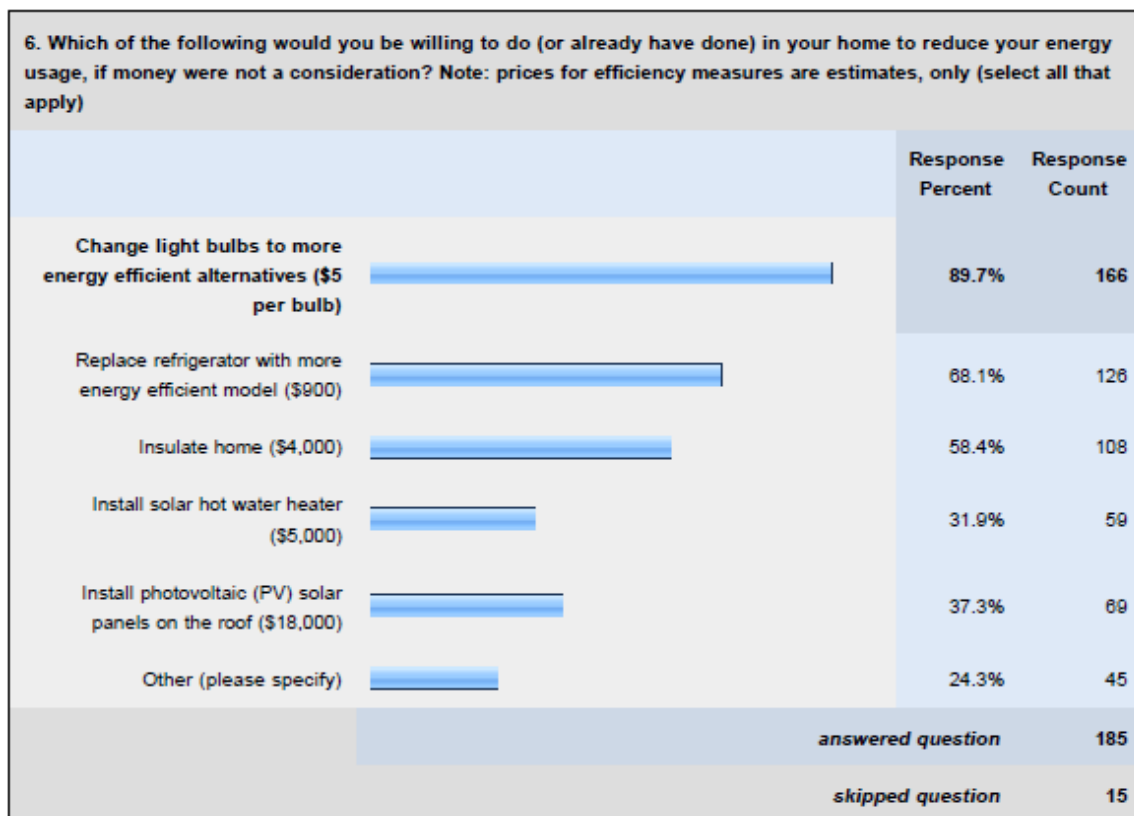 6. Which of the following would you be willing to do (or already have done) in your home to reduce your energy
usage, if money were not a consideration? Note: prices for efficiency measures are estimates, only (select all that
apply)
Response Percent
Response Count
Change light bulbs to more
energy efficient alternatives ($5
per bulb)
89.7% 166
Replace refrigerator with more
energy efficient model ($900)
68.1% 126
Insulate home ($4,000) 58.4% 108
Install solar hot water heater
($5,000)
31.9% 59
Install photovoltaic (PV) solar
panels on the roof ($18,000)
37.3% 69
Other (please specify) 24.3% 45
answered question 185
skipped question 15